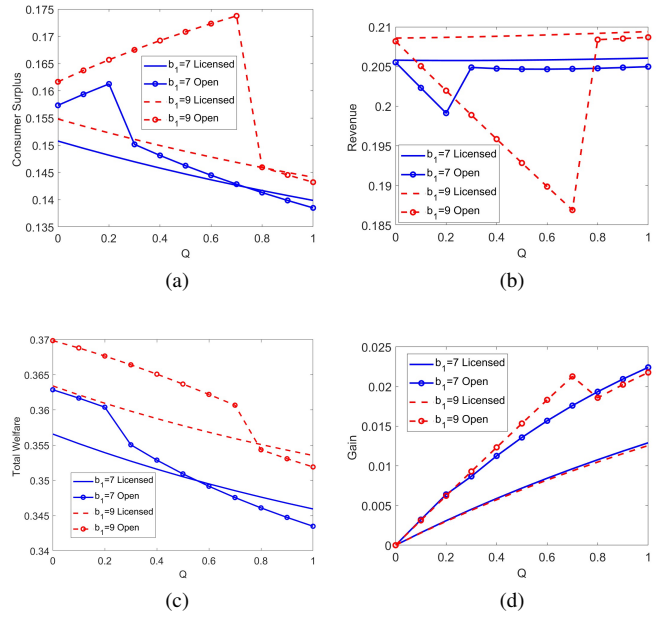 0.175
0.17
0.165
0.16
0.155
0.15
0.145
0.14
0.135
Consumer Surplus
b1=7 Licensed
b1=7 Open
b1=9 Licensed
b1=9 Open
0 0.2 0.4 0.6 0.8 1
Q
(a)
0.21
0.205
0.2
0.195
0.19
0.185
Revenue
b1=7 Licensed
b1=7 Open
b1=9 Licensed
b1=9 Open
0 0.2 0.4 0.6 0.8 1
Q
(b)
0.37
0.365
0.36
0.355
0.35
0.345
0.34
Total Welfare
b1=7 Licensed
b1=7 Open
b1=9 Licensed
b1=9 Open
0 0.2 0.4 0.6 0.8 1
Q
(c)
0.025
0.02
0.015
0.01
0.005
0
Gain
b1=7 Licensed
b1=7 Open
b1=9 Licensed
b1=9 Open
0 0.2 0.4 0.6 0.8 1
Q
(d)